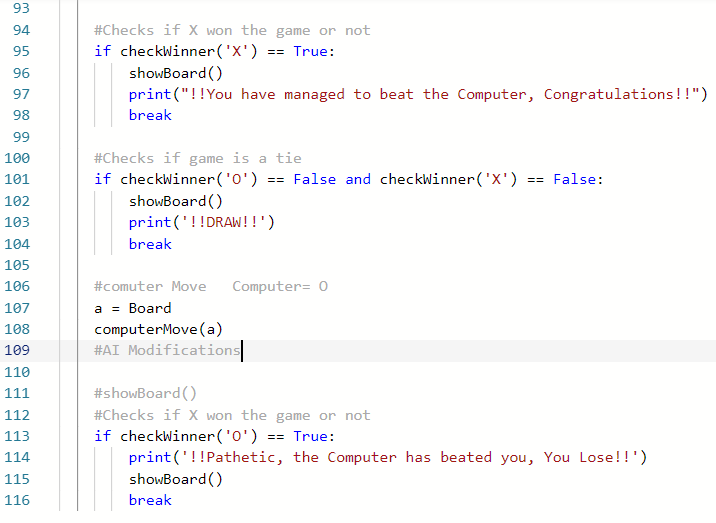 93
94 #Checks if X won the game or not
95 if checkWinner('X') == True:
96 showBoard()
97 print("!!You have managed to beat the Computer, Congratulations!!")
98 break
99
100 #Checks if game is a tie
101 if checkWinner('O') == False and checkWinner('X') == False:
102 showBoard()
103 print('!!DRAW!!')
104 break
105
106 #comuter Move   Computer= O
107 a = Board
108 computerMove(a)
109 #AI Modifications
110
111 #showBoard()
112 #Checks if X won the game or not
113 if checkWinner('O') == True:
114 print('!!Pathetic, the Computer has beated you, You Lose!!')
115 showBoard()
116 break